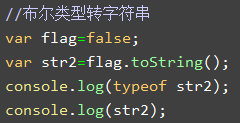 //布尔类型转字符串
var flag=false;
var str2=flag.toString();
console.log(typeof str2);
console.log(str2);